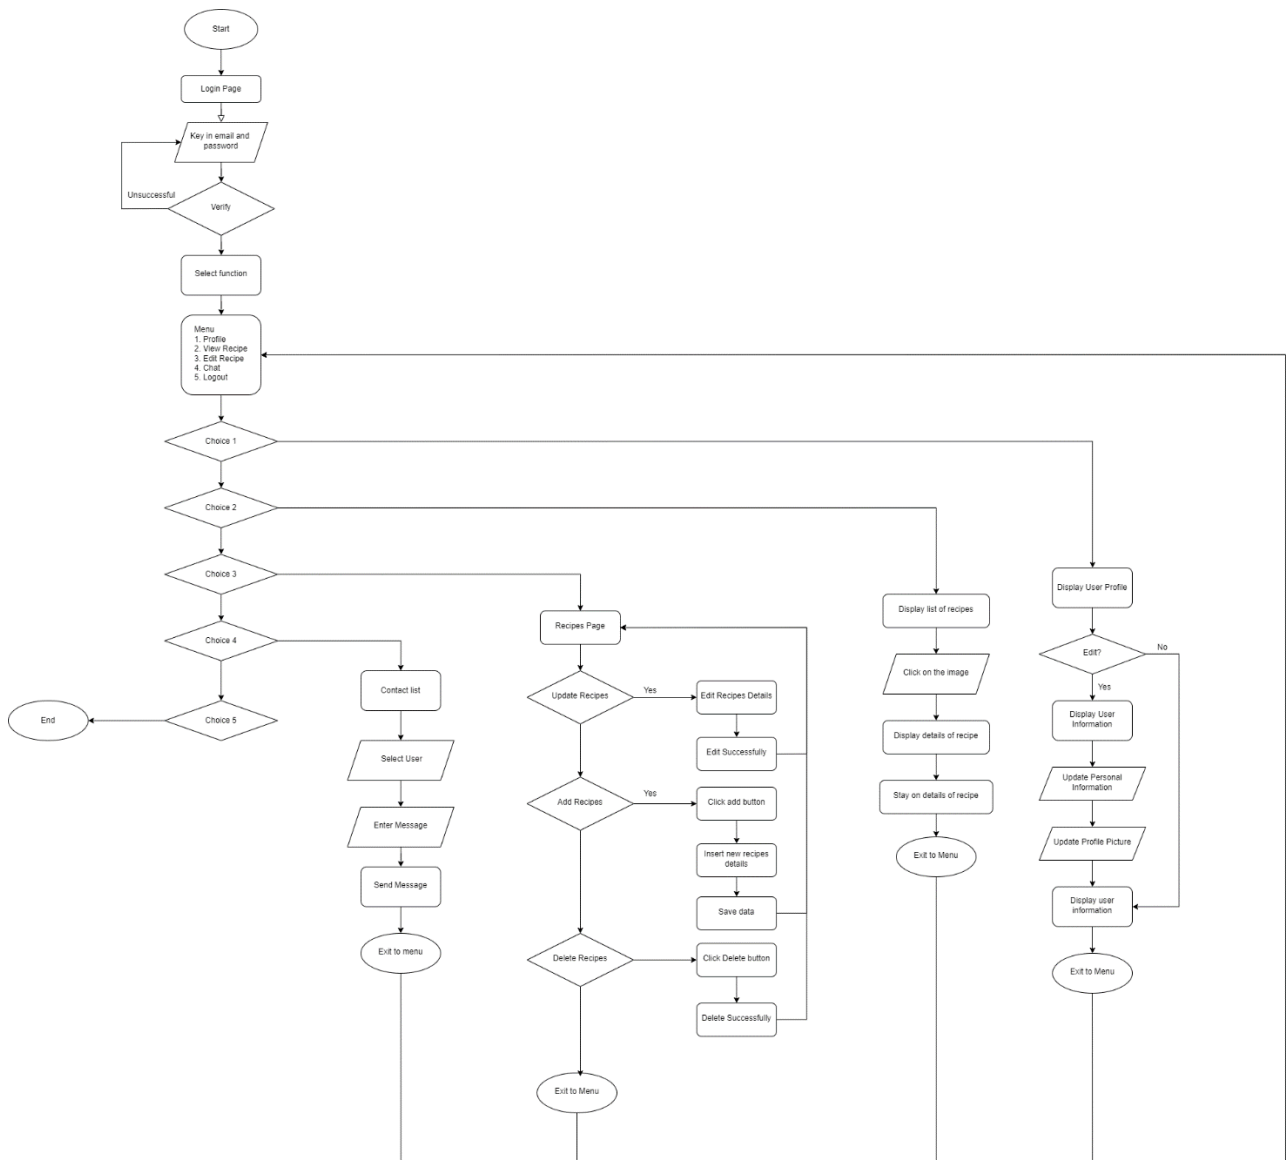 Start
Login Page
Key in email and
password
Unsuccessful
Verify
Select function
Menu
1. Profile
2. View Recipe
3. Edit Recipe
4. Chat
5. Logout
Choice 1
Choice 2
Choice 3
Choice 4
Choice 5
End
Contact list
Select User
Enter Message
Send Message
Exit to menu
Recipes Page
Update Recipes
Yes
Edit Recipes Details
Edit Successfully
Add Recipes
Yes
Click add button
Insert new recipes
details
Save data
Delete Recipes
Click Delete button
Delete Successfully
Exit to Menu
Display list of recipes
Click on the image
Display details of recipe
Stay on details of recipe
Exit to Menu
Display User Profile
Edit?
No
Yes
Display User
Information
Update Personal
Information
Update Profile Picture
Display user
information
Exit to Menu